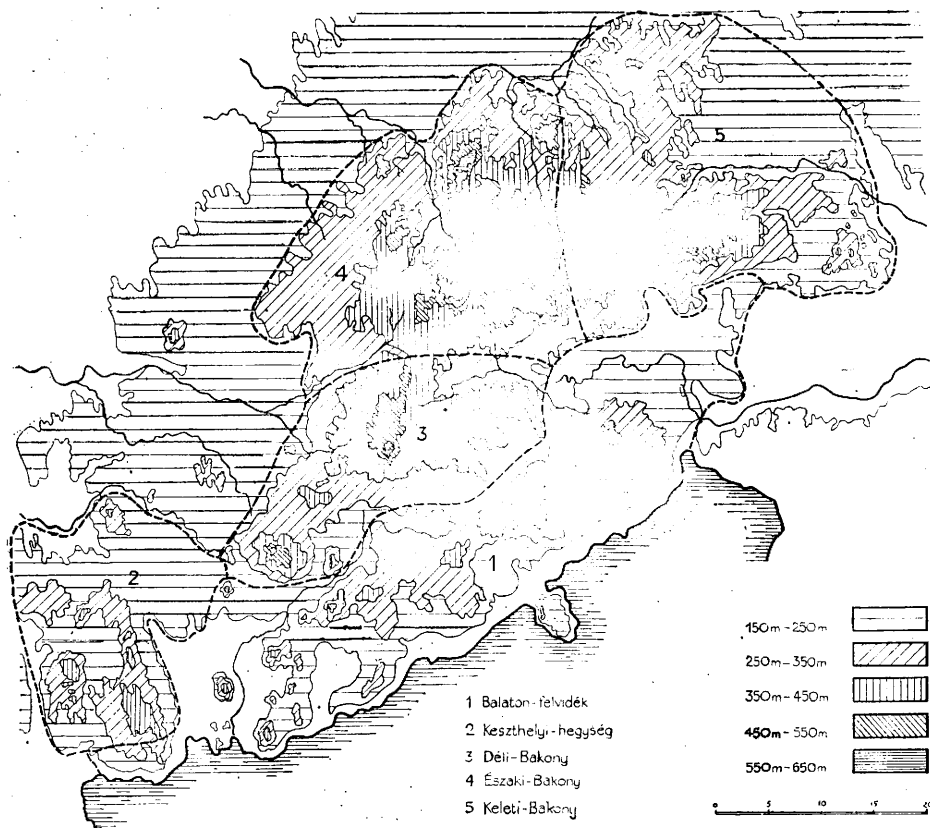 5
4
3
2
1
150m-250m
250m-350m
350m-450m
450m-550m
550m-650m
1 Balaton-felvidék
2 Keszthelyi-hegység
3 Déli-Bakony
4 Északi-Bakony
5 Keleti-Bakony
0 5 10 15 20